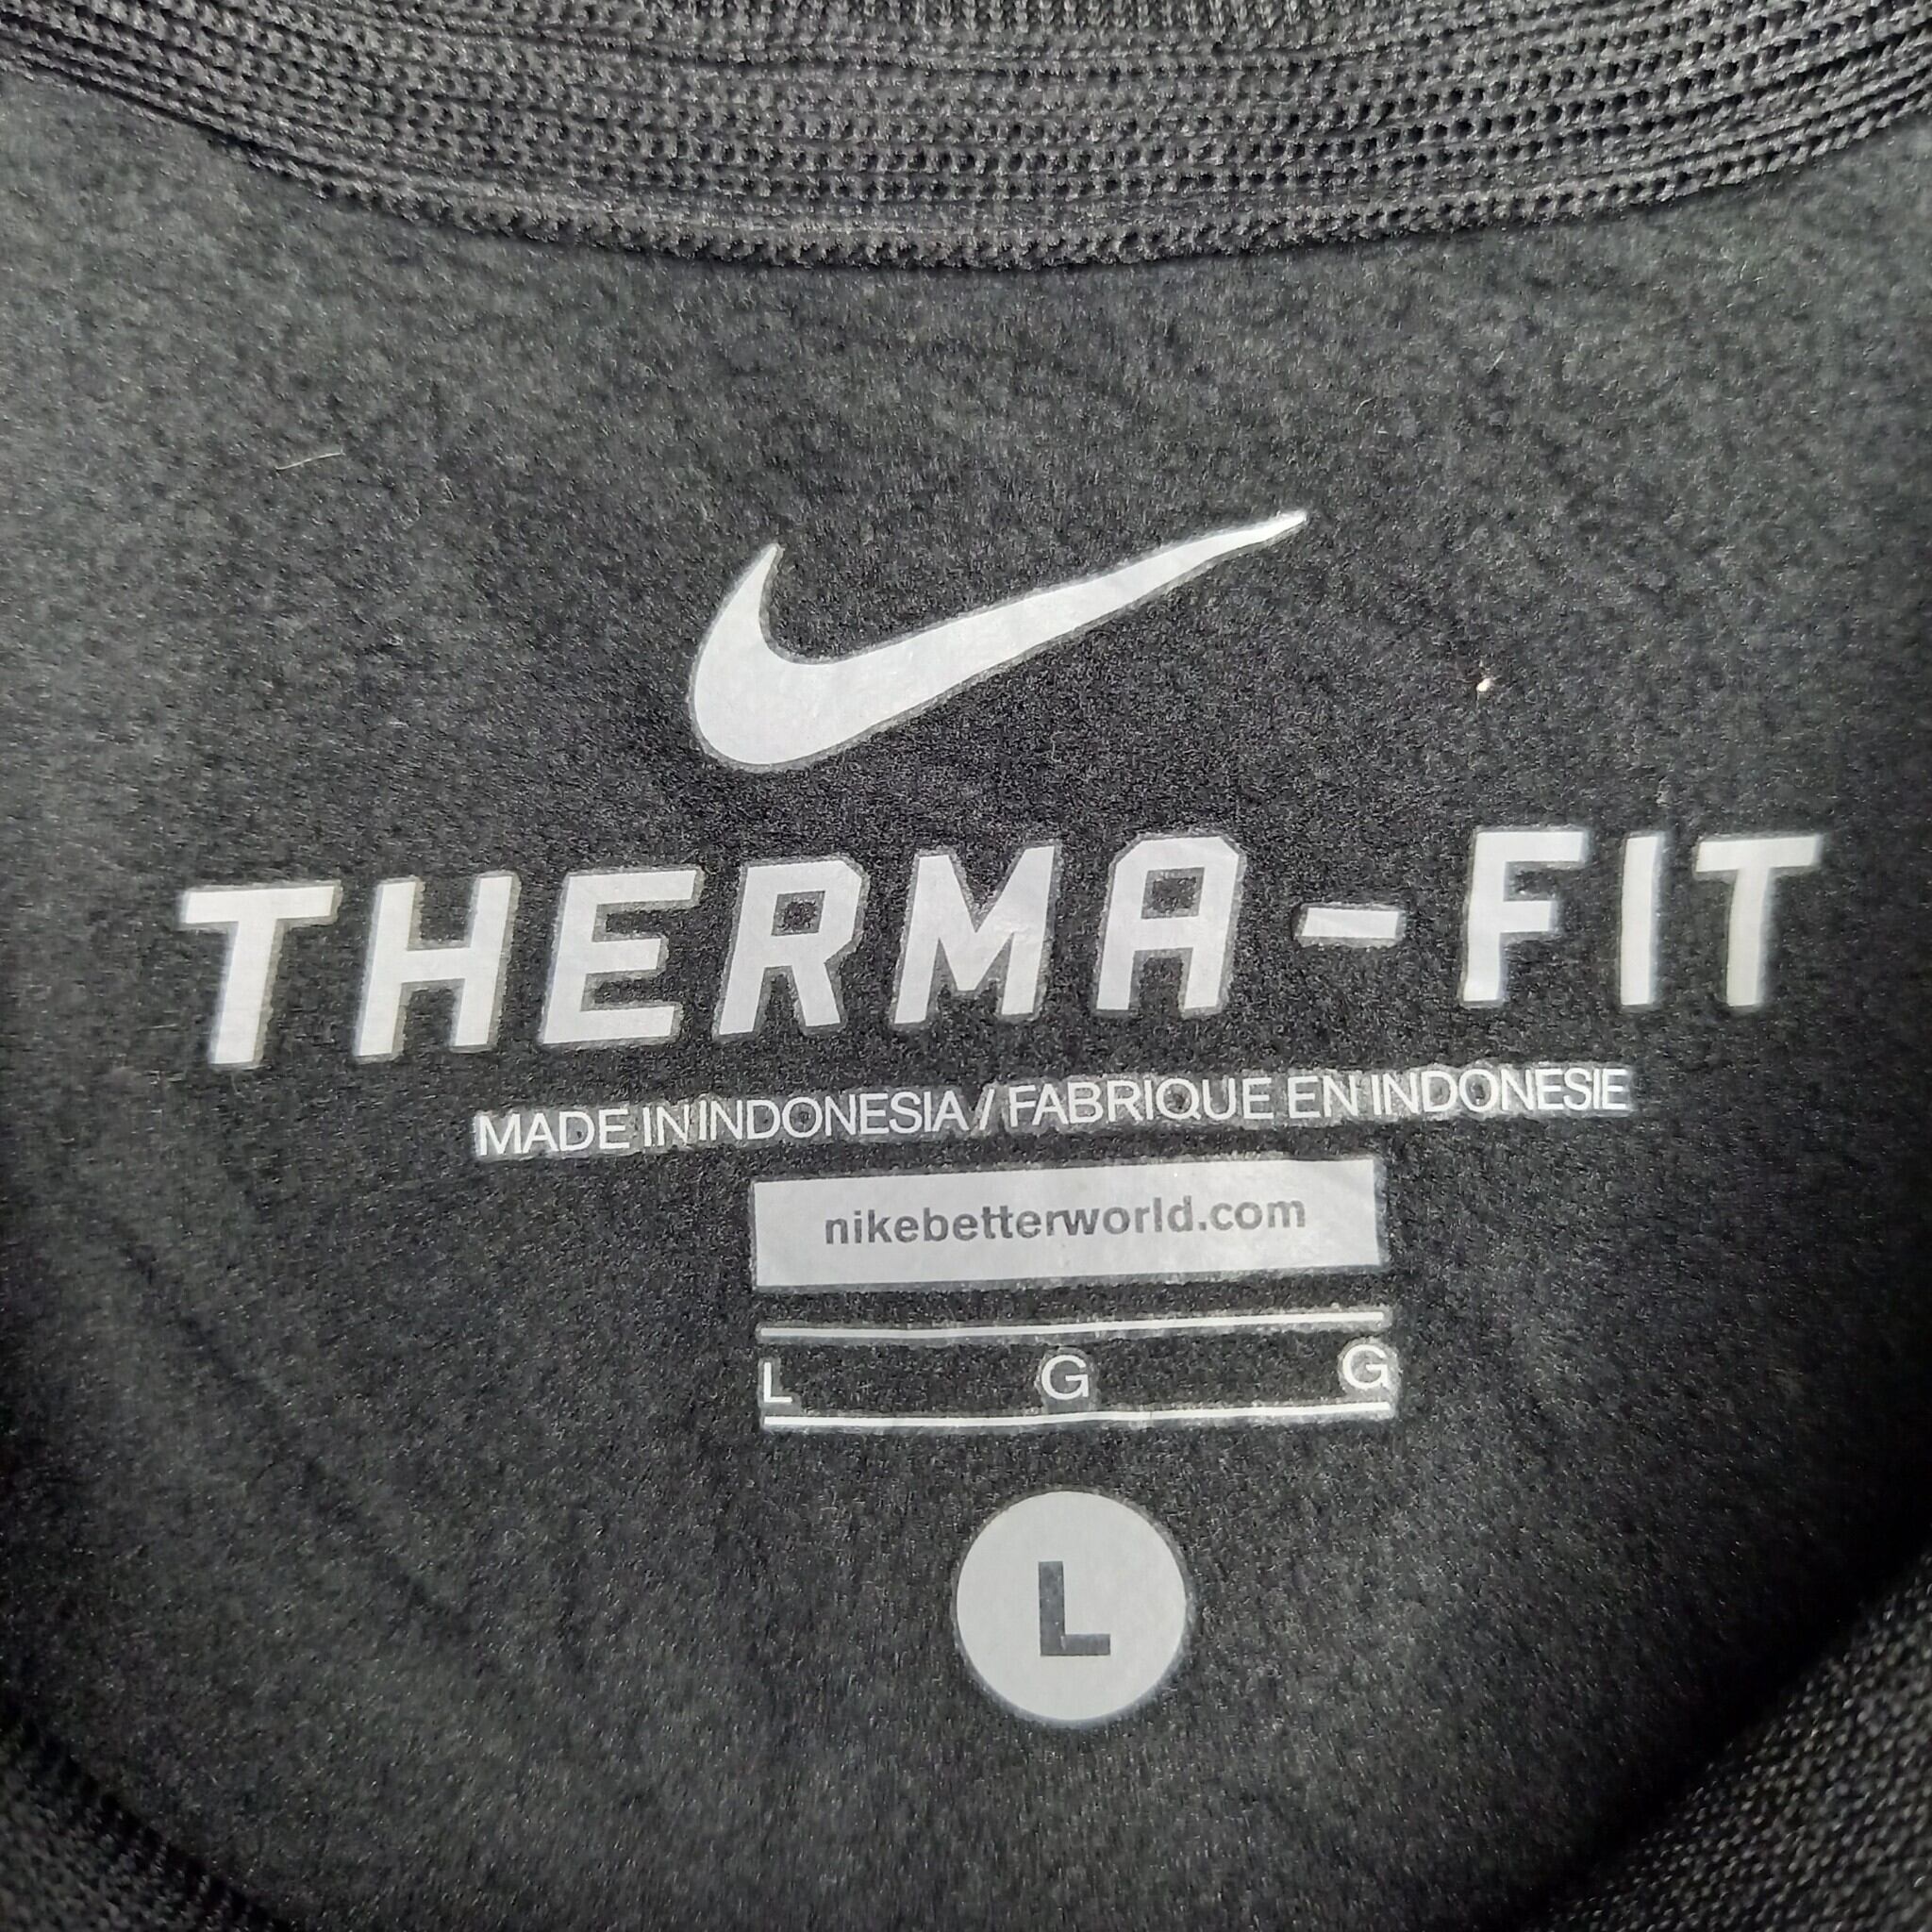 THERMA-FIT
MADE IN INDONESIA / FABRIQUE EN INDONESIE
nikebetterworld.com
L G G
L